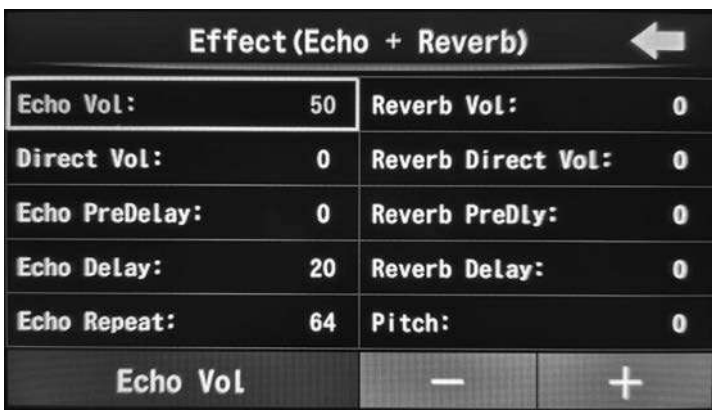 Effect(Echo + Reverb)
Echo Vol: 50 Reverb Vol: 0
Direct Vol: 0 Reverb Direct Vol: 0
Echo PreDelay: 0 Reverb PreDly: 0
Echo Delay: 20 Reverb Delay: 0
Echo Repeat: 64 Pitch: 0
Echo Vol - +